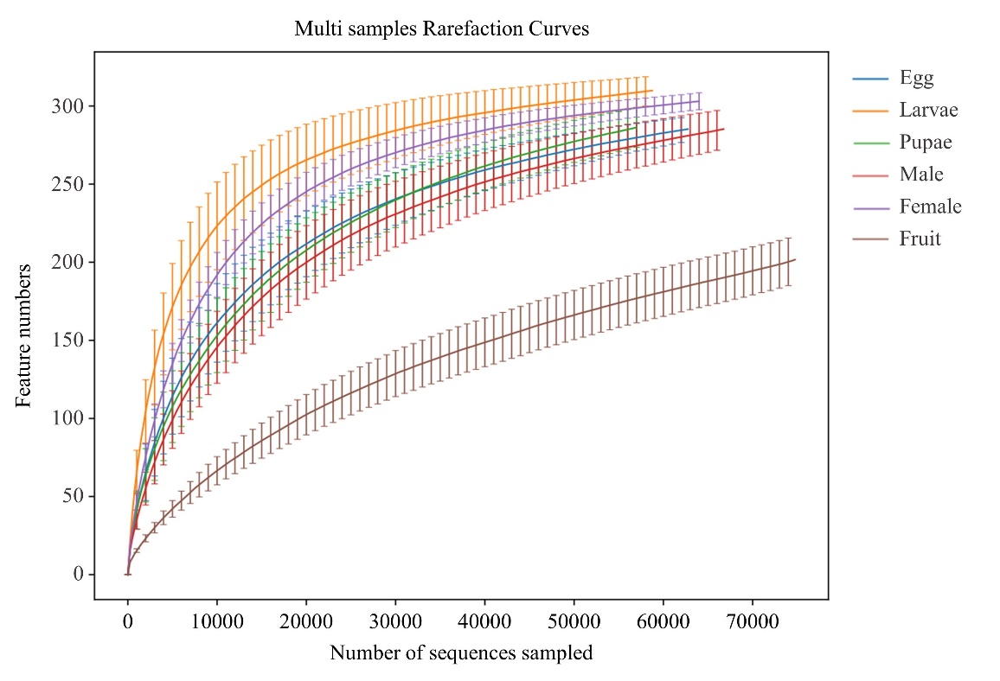 Multi samples Rarefaction Curves
Feature numbers
300
250
200
150
100
50
0
0 10000 20000 30000 40000 50000 60000 70000
Number of sequences sampled
Egg
Larvae
Pupae
Male
Female
Fruit